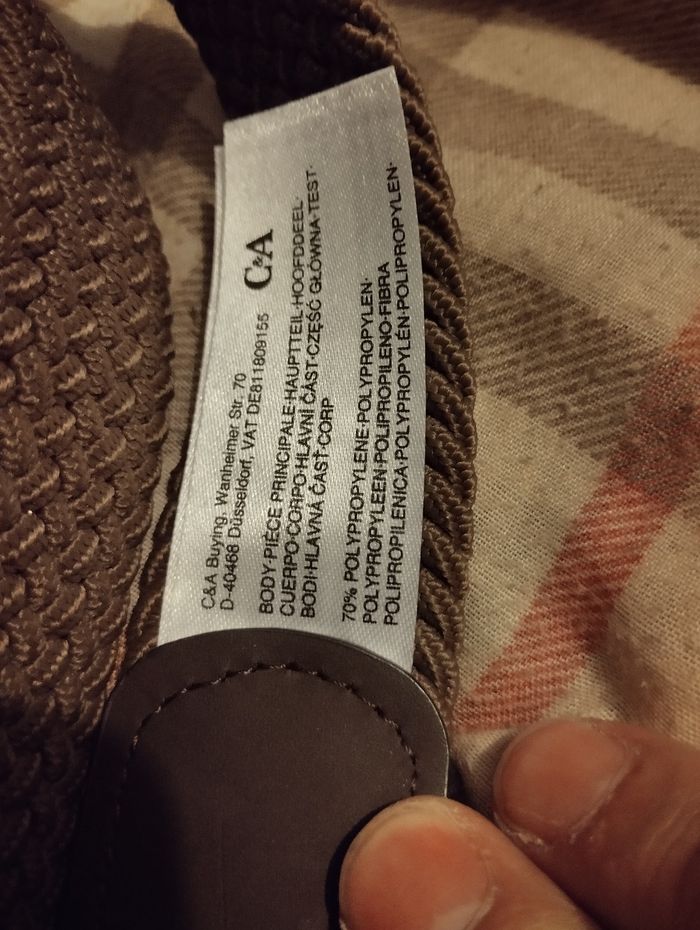 C&A Buying, Wanheimer Str. 70
D-40468 Düsseldorf, VAT DE811809155
C&A
BODY·PIÈCE PRINCIPALE·HAUPTTEIL·HOOFDDEEL·
CUERPO·CORPO·HLAVNÍ ČÁST·CZĘŚĆ GŁÓWNA·TEST·
BODI·HLAVNÁ ČASŤ·CORP
70% POLYPROPYLENE·POLYPROPYLEN·
POLYPROPYLEEN·POLIPROPILENO·FIBRA
POLIPROPILENICA·POLYPROPYLÉN·POLIPROPYLEN·